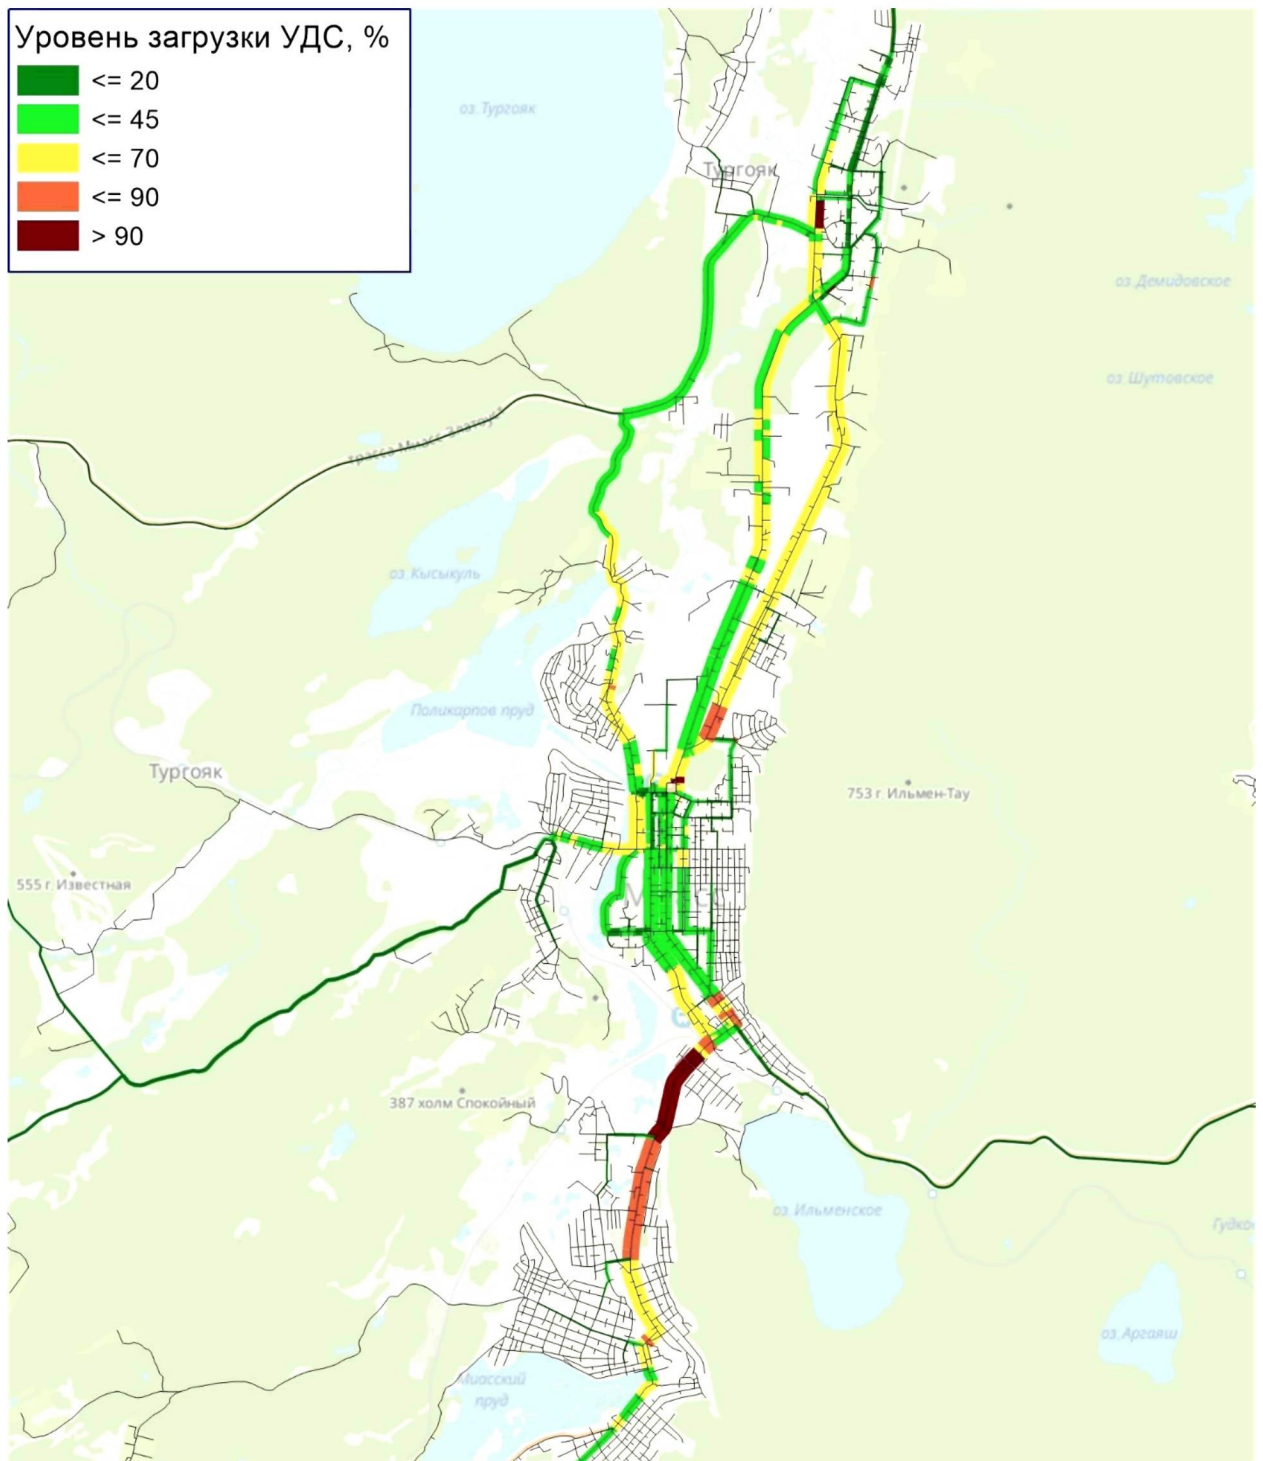 Уровень загрузки УДС, %
<= 20
<= 45
<= 70
<= 90
> 90
оз. Тургояк
Тургояк
оз. Демидовское
оз. Шутовское
трасса Миасс-Златоуст
оз. Кысыкуль
Поликарпов пруд
Тургояк
753 г. Ильмен-Тау
555 г. Известная
Миасс
387 холм Спокойный
оз. Ильменское
оз. Аргаяш
Миасский
пруд